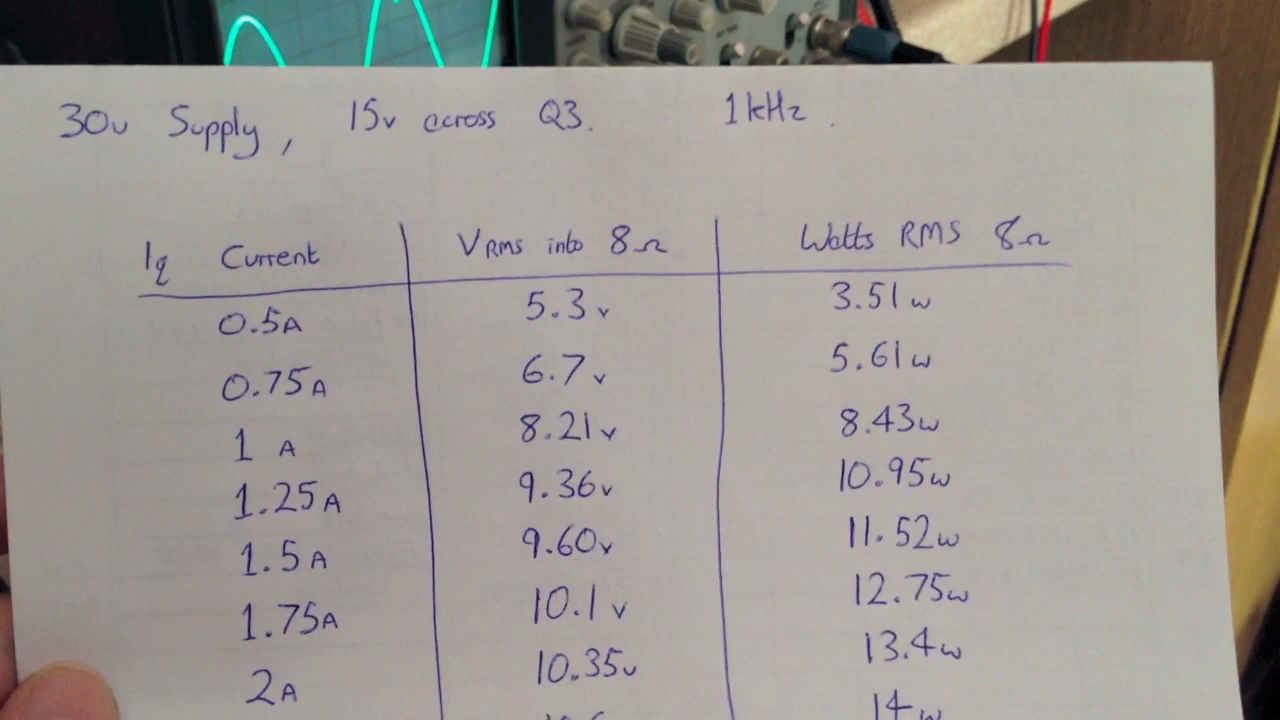 30v Supply, 15v across Q3. 1kHz.
Iq Current VRMS into 8Ω Watts RMS 8Ω
0.5A 5.3v 3.51w
0.75A 6.7v 5.61w
1A 8.21v 8.43w
1.25A 9.36v 10.95w
1.5A 9.60v 11.52w
1.75A 10.1v 12.75w
2A 10.35v 13.4w
14w